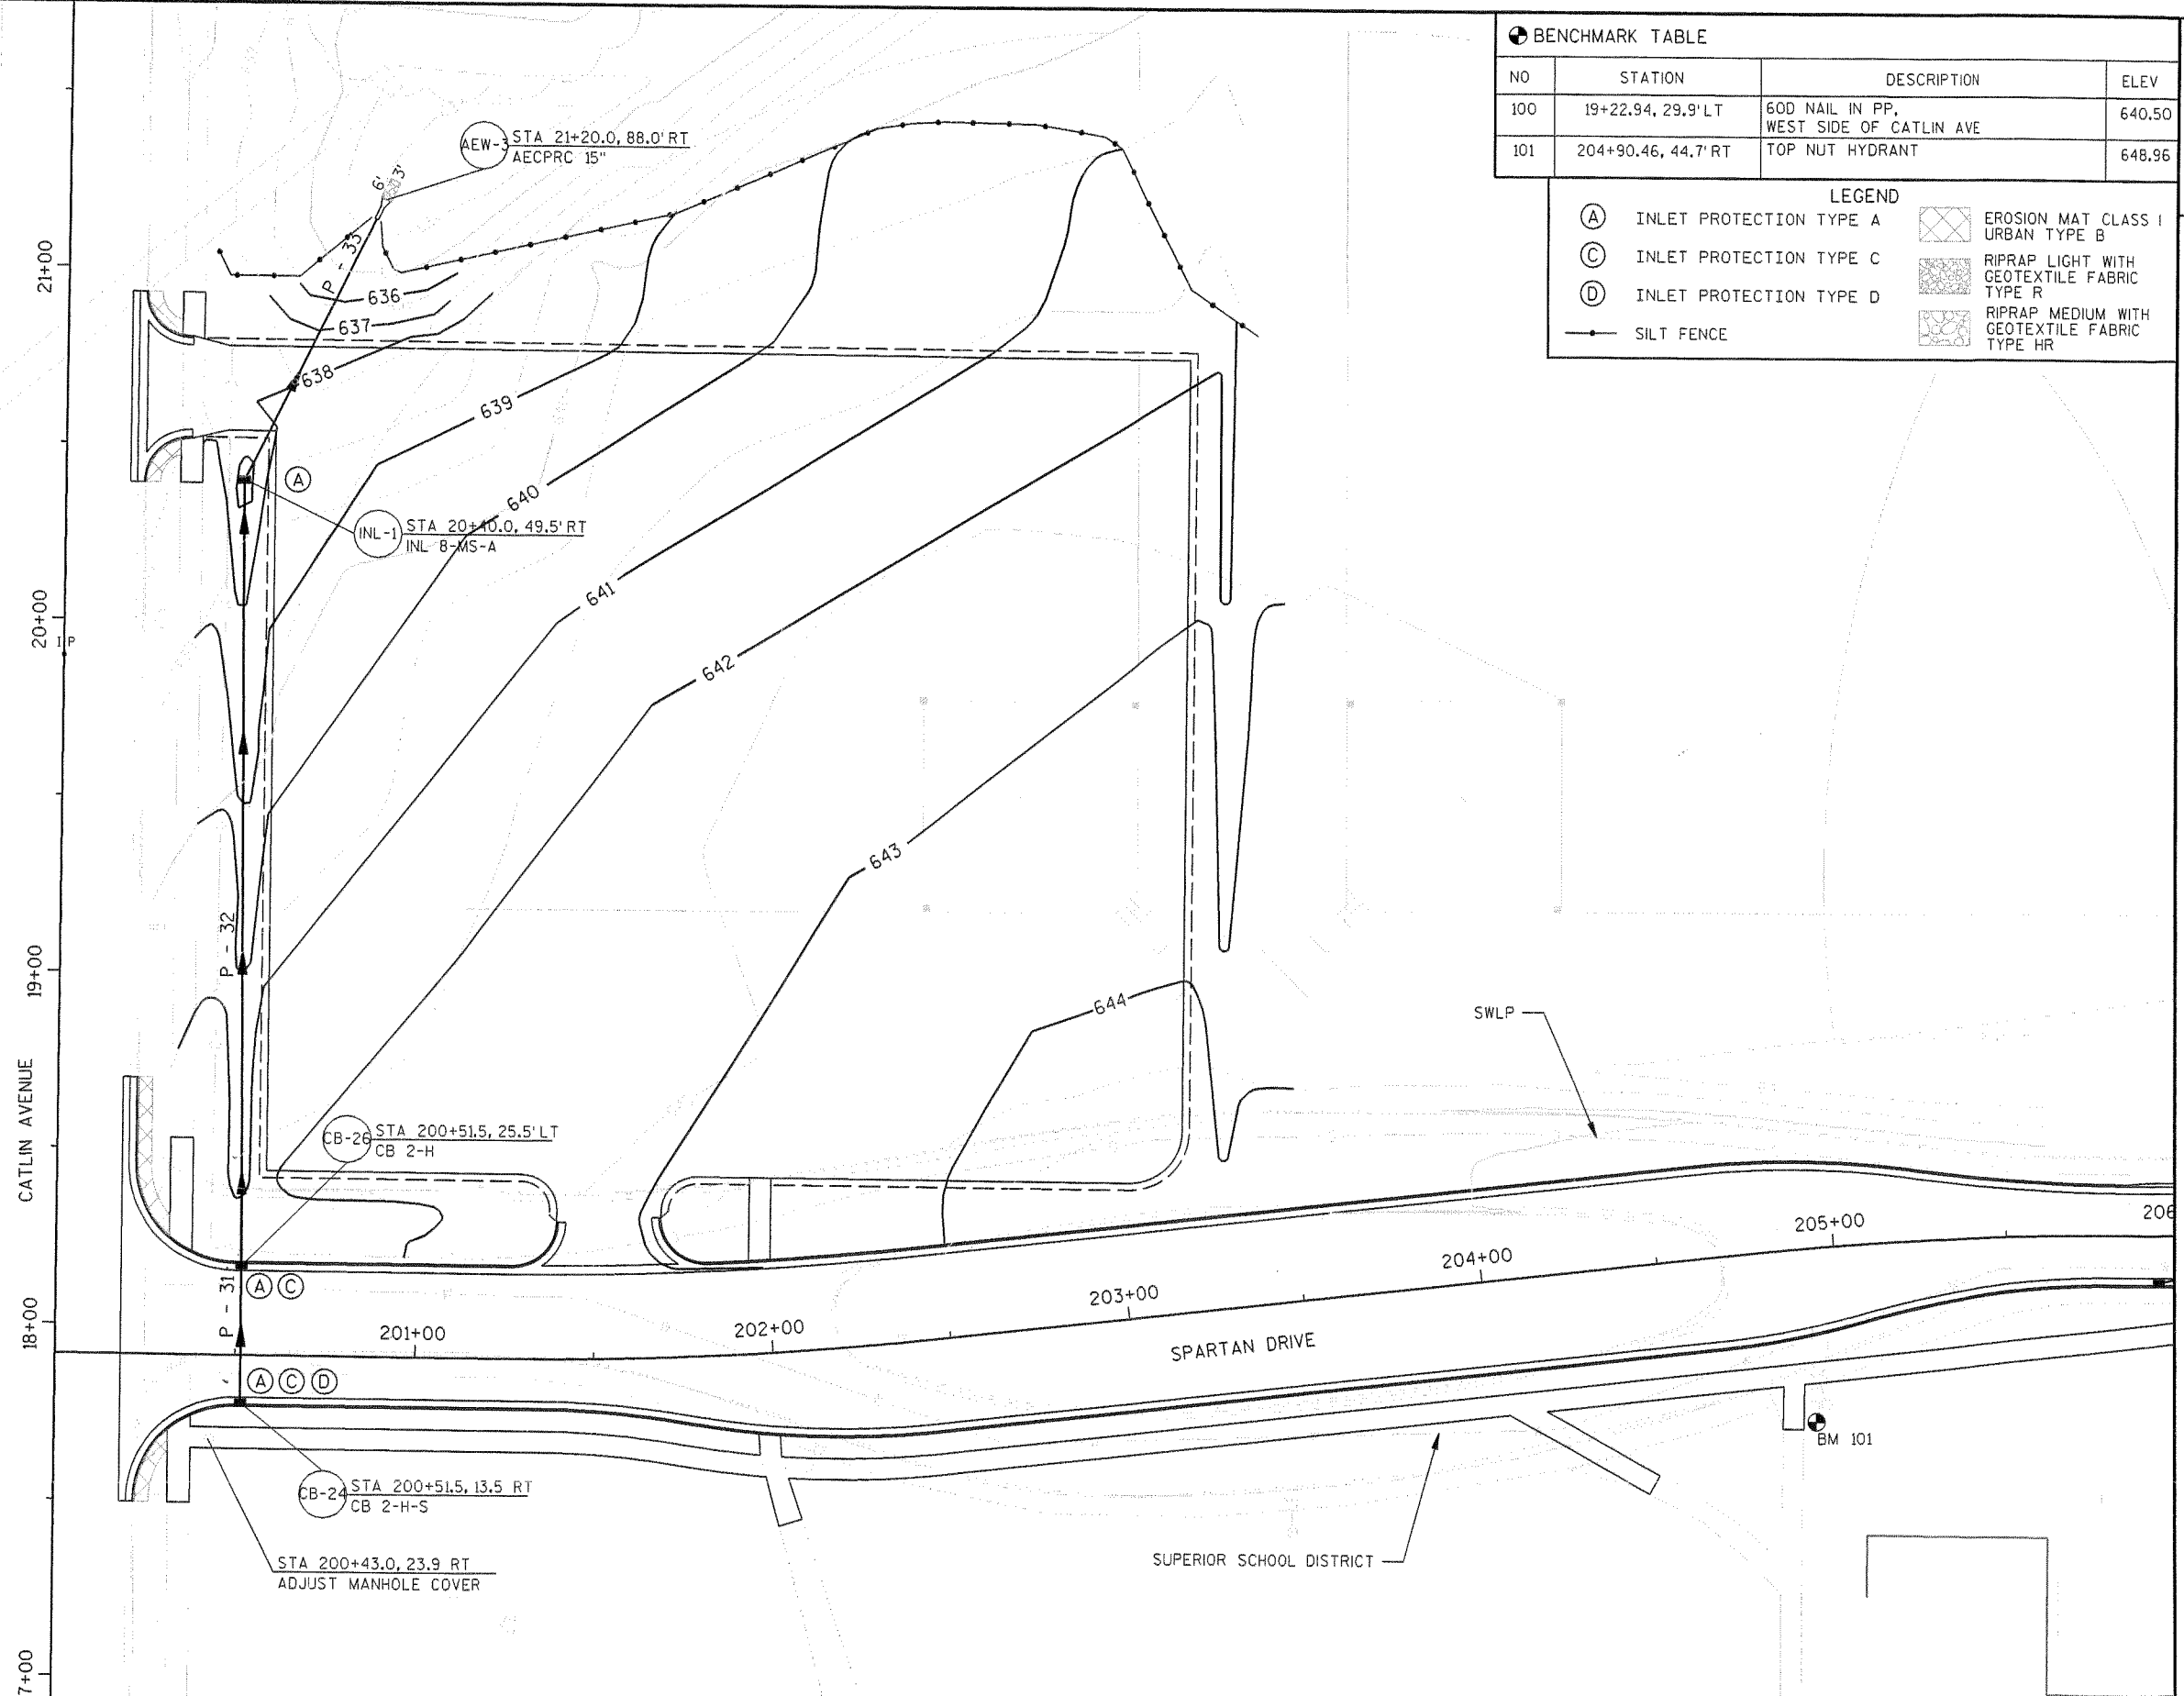 BENCHMARK TABLE
NO STATION DESCRIPTION ELEV
100 19+22.94, 29.9' LT 60D NAIL IN PP, 640.50
WEST SIDE OF CATLIN AVE
101 204+90.46, 44.7' RT TOP NUT HYDRANT 648.96
LEGEND
A INLET PROTECTION TYPE A
C INLET PROTECTION TYPE C
D INLET PROTECTION TYPE D
SILT FENCE
EROSION MAT CLASS I
URBAN TYPE B
RIPRAP LIGHT WITH
GEOTEXTILE FABRIC
TYPE R
RIPRAP MEDIUM WITH
GEOTEXTILE FABRIC
TYPE HR
AEW-3 STA 21+20.0, 88.0' RT
AECPRC 15"
6' 3'
P - 33
21+00
636
637
638
639
A
640
INL-1 STA 20+40.0, 49.5' RT
INL 8-MS-A
641
20+00
642
643
P - 32
19+00
644
SWLP
CATLIN AVENUE
CB-26 STA 200+51.5, 25.5' LT
CB 2-H
205+00
206
204+00
A C
P - 31
203+00
18+00
201+00
202+00
SPARTAN DRIVE
A C D
BM 101
CB-24 STA 200+51.5, 13.5 RT
CB 2-H-S
SUPERIOR SCHOOL DISTRICT
STA 200+43.0, 23.9 RT
ADJUST MANHOLE COVER
7+00